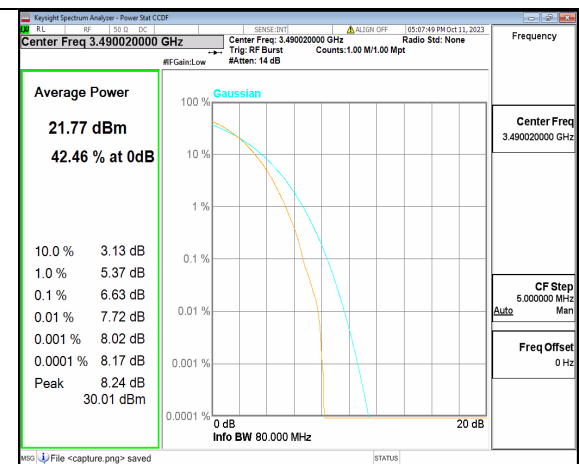 Keysight Spectrum Analyzer - Power Stat CCDF
RL RF 50 Ω DC SENSE:INT ALIGN OFF 05:07:49 PM Oct 11, 2023
Center Freq 3.490020000 GHz
Center Freq: 3.490020000 GHz Radio Std: None
Trig: RF Burst Counts:1.00 M/1.00 Mpt
#IFGain:Low #Atten: 14 dB
Frequency
Average Power
21.77 dBm
42.46 % at 0dB
10.0 % 3.13 dB
1.0 % 5.37 dB
0.1 % 6.63 dB
0.01 % 7.72 dB
0.001 % 8.02 dB
0.0001 % 8.17 dB
Peak 8.24 dB
30.01 dBm
Gaussian
100 %
10 %
1 %
0.1 %
0.01 %
0.001 %
0.0001 %
0 dB 20 dB
Info BW 80.000 MHz
Center Freq
3.490020000 GHz
CF Step
5.000000 MHz
Auto Man
Freq Offset
0 Hz
MSG File <capture.png> saved STATUS